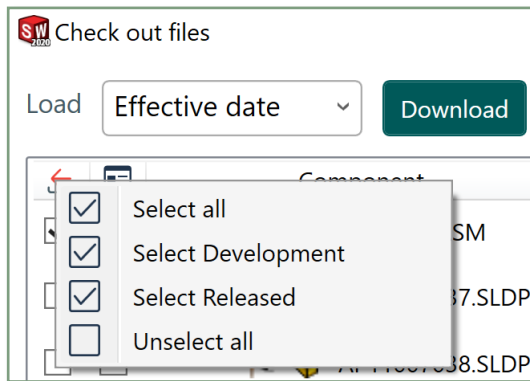 SW
2020
Check out files
Load
Effective date
Download
Component
Select all
SM
Select Development
Select Released
37.SLDP
Unselect all
38.SLDP